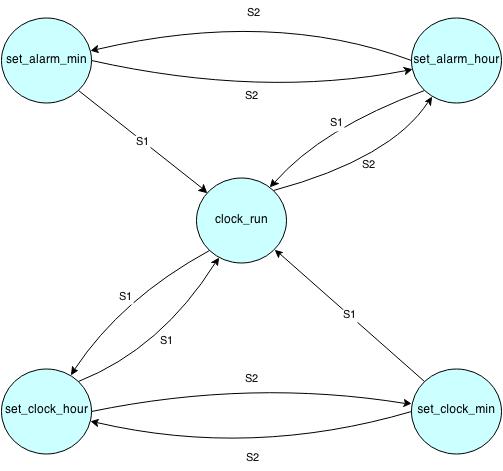 S2
set_alarm_min
set_alarm_hour
S2
S1
S1
S2
clock_run
S1
S1
S1
S2
set_clock_hour
set_clock_min
S2